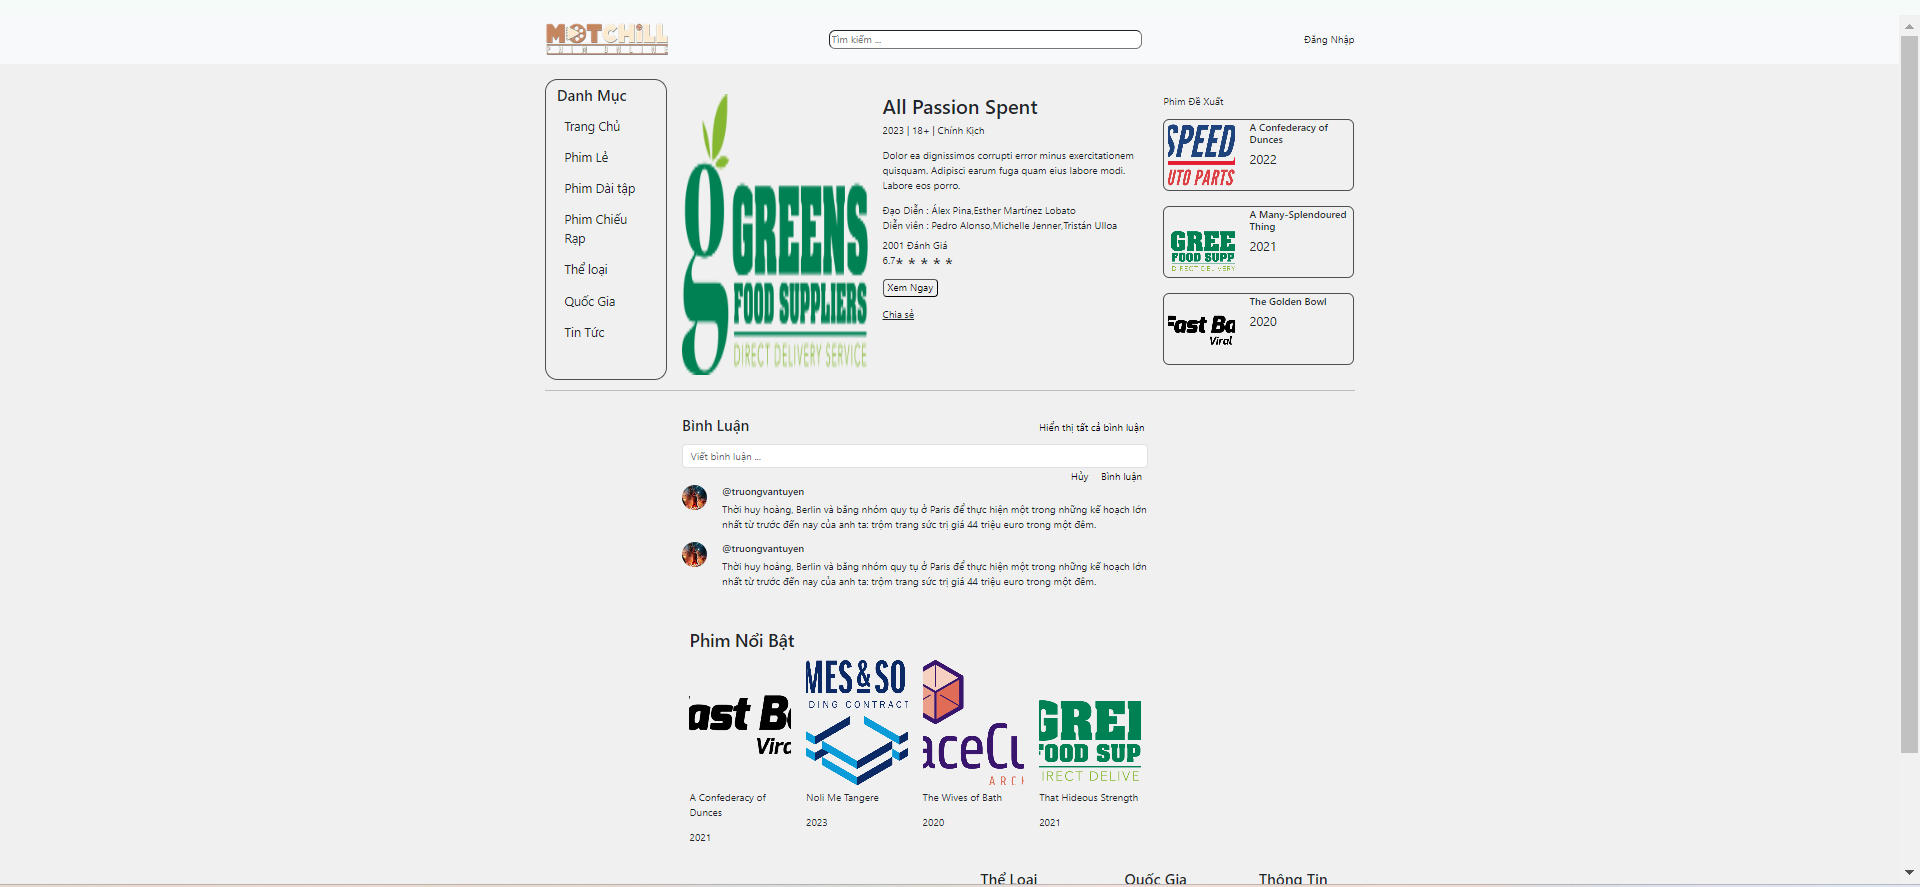 MOTCHILL
PHIM ONLINE
Tìm kiếm ...
Đăng Nhập
Danh Mục
Trang Chủ
Phim Lẻ
Phim Dài tập
Phim Chiếu
Rạp
Thể loại
Quốc Gia
Tin Tức
g
GREENS
FOOD SUPPLIERS
DIRECT DELIVERY SERVICE
All Passion Spent
2023 | 18+ | Chính Kịch
Dolor ea dignissimos corrupti error minus exercitationem
quisquam. Adipisci earum fuga quam eius labore modi.
Labore eos porro.
Đạo Diễn : Álex Pina,Esther Martínez Lobato
Diễn viên : Pedro Alonso,Michelle Jenner,Tristán Ulloa
2001 Đánh Giá
6.7★ ★ ★ ★ ★
Xem Ngay
Chia sẻ
Phim Đề Xuất
SPEED
UTO PARTS
A Confederacy of
Dunces
2022
GREE
FOOD SUPP
DIRECT DELIVERY
A Many-Splendoured
Thing
2021
Fast Ba
Viral
The Golden Bowl
2020
Bình Luận
Hiển thị tất cả bình luận
Viết bình luận ...
Hủy
Bình luận
@truongvantuyen
Thời huy hoàng, Berlin và băng nhóm quy tụ ở Paris để thực hiện một trong những kế hoạch lớn
nhất từ trước đến nay của anh ta: trộm trang sức trị giá 44 triệu euro trong một đêm.
@truongvantuyen
Thời huy hoàng, Berlin và băng nhóm quy tụ ở Paris để thực hiện một trong những kế hoạch lớn
nhất từ trước đến nay của anh ta: trộm trang sức trị giá 44 triệu euro trong một đêm.
Phim Nổi Bật
ast Ba
Vira
A Confederacy of
Dunces
2021
MES&SO
DING CONTRACT
Noli Me Tangere
2023
aceCu
ARCH
The Wives of Bath
2020
GREE
FOOD SUP
IRECT DELIVE
That Hideous Strength
2021
Thể Loại
Quốc Gia
Thông Tin